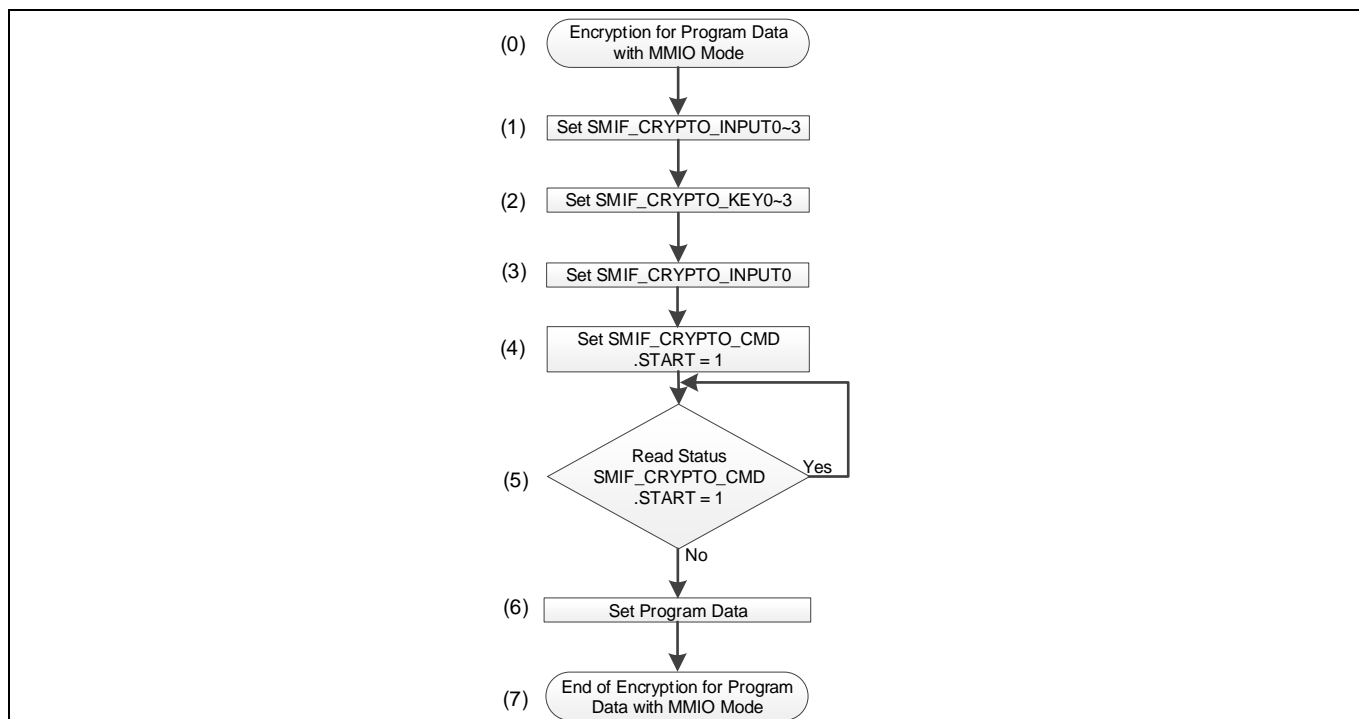 (0)
Encryption for Program Data
with MMIO Mode
(1)
Set SMIF_CRYPTO_INPUT0~3
(2)
Set SMIF_CRYPTO_KEY0~3
(3)
Set SMIF_CRYPTO_INPUT0
(4)
Set SMIF_CRYPTO_CMD
.START = 1
(5)
Read Status
SMIF_CRYPTO_CMD
.START = 1
Yes
No
(6)
Set Program Data
(7)
End of Encryption for Program
Data with MMIO Mode